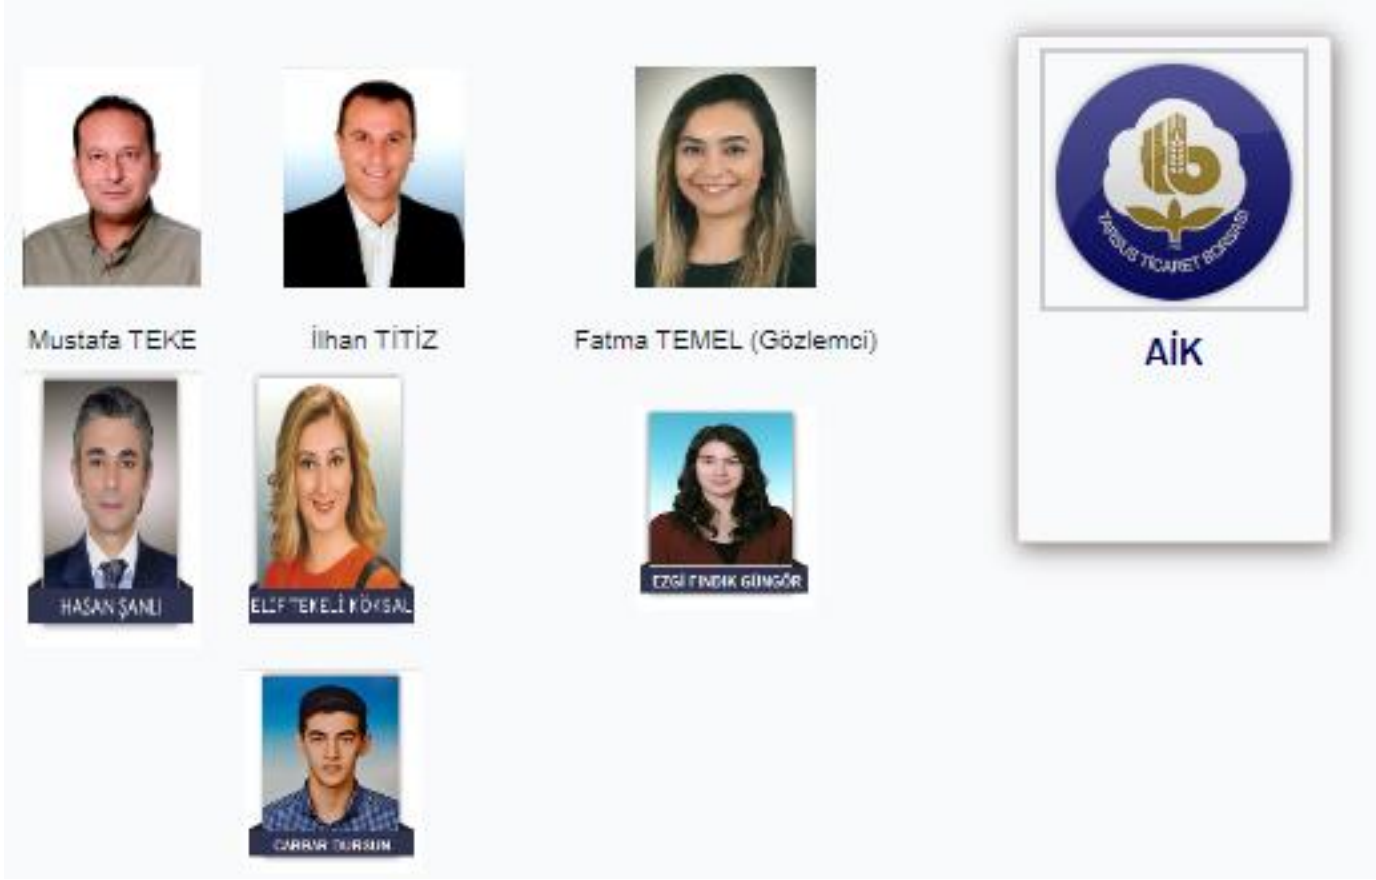 TARSUS TİCARET BORSASI
Mustafa TEKE
İlhan TİTİZ
Fatma TEMEL (Gözlemci)
AİK
HASAN ŞANLI
ELİF TEKELİ KÖKSAL
EZGİ FINDIK GÜNGÖR
CABBAR DURSUN